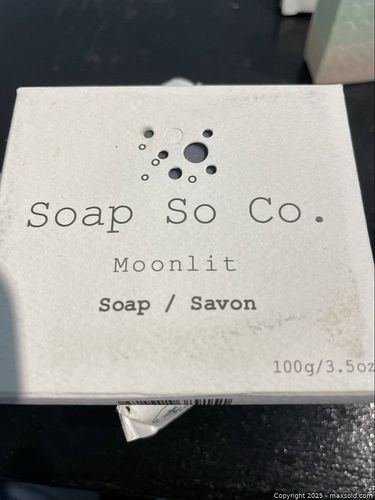 Soap So Co.
Moonlit
Soap / Savon
100g/3.5oz
Copyright 2025 - maxsold.com